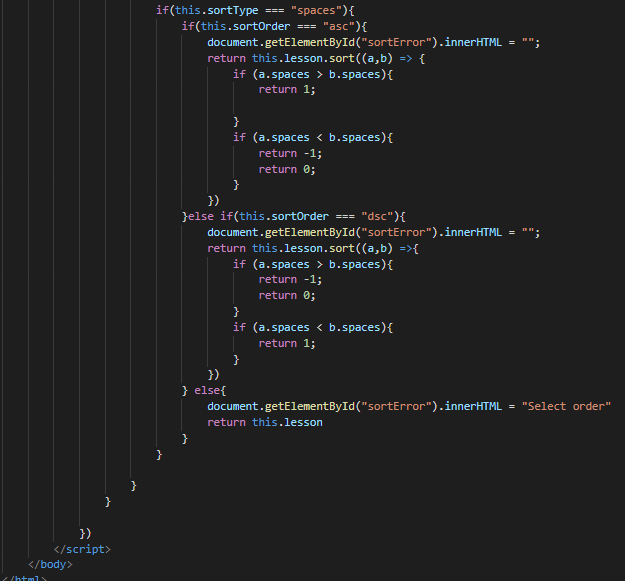 if(this.sortType === "spaces"){
if(this.sortOrder === "asc"){
document.getElementById("sortError").innerHTML = "";
return this.lesson.sort((a,b) => {
if (a.spaces > b.spaces){
return 1;
}
if (a.spaces < b.spaces){
return -1;
return 0;
}
})
}else if(this.sortOrder === "dsc"){
document.getElementById("sortError").innerHTML = "";
return this.lesson.sort((a,b) =>{
if (a.spaces > b.spaces){
return -1;
return 0;
}
if (a.spaces < b.spaces){
return 1;
}
})
} else{
document.getElementById("sortError").innerHTML = "Select order"
return this.lesson
}
}
}
}
})
</script>
</body>
</html>